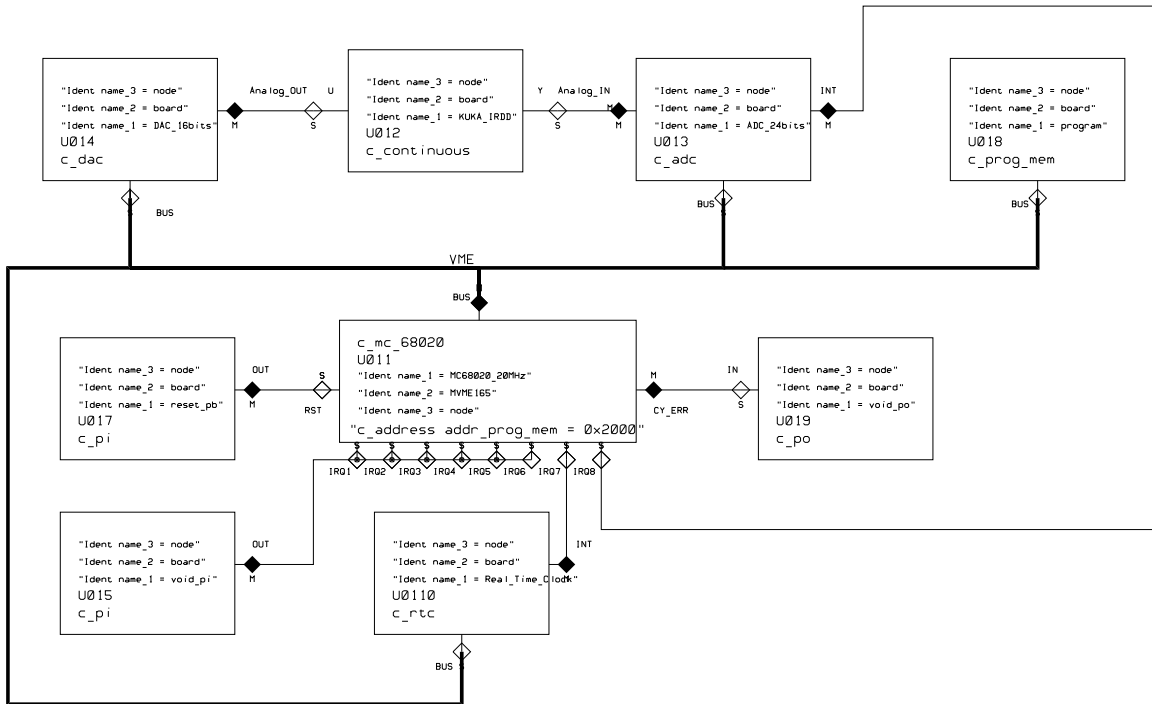 "Ident name_3 = node"
"Ident name_2 = board"
"Ident name_1 = DAC_16bits"
U014
c_dac
Analog_OUT
M
U
S
"Ident name_3 = node"
"Ident name_2 = board"
"Ident name_1 = KUKA_IRDD"
U012
c_continuous
Y
S
Analog_IN
M
M
"Ident name_3 = node"
"Ident name_2 = board"
"Ident name_1 = ADC_24bits"
U013
c_adc
INT
M
"Ident name_3 = node"
"Ident name_2 = board"
"Ident name_1 = program"
U018
c_prog_mem
S
BUS
BUS
S
BUS
S
VME
BUS
"Ident name_3 = node"
"Ident name_2 = board"
"Ident name_1 = reset_pb"
U017
c_pi
OUT
M
S
RST
c_mc_68020
U011
"Ident name_1 = MC68020_20MHz"
"Ident name_2 = MVME165"
"Ident name_3 = node"
"c_address addr_prog_mem = 0x2000"
M
CY_ERR
IN
S
"Ident name_3 = node"
"Ident name_2 = board"
"Ident name_1 = void_po"
U019
c_po
S S S S S S S S
IRQ1 IRQ2 IRQ3 IRQ4 IRQ5 IRQ6 IRQ7 IRQ8
"Ident name_3 = node"
"Ident name_2 = board"
"Ident name_1 = void_pi"
U015
c_pi
OUT
M
"Ident name_3 = node"
"Ident name_2 = board"
"Ident name_1 = Real_Time_Clock"
U0110
c_rtc
INT
M
BUS
S